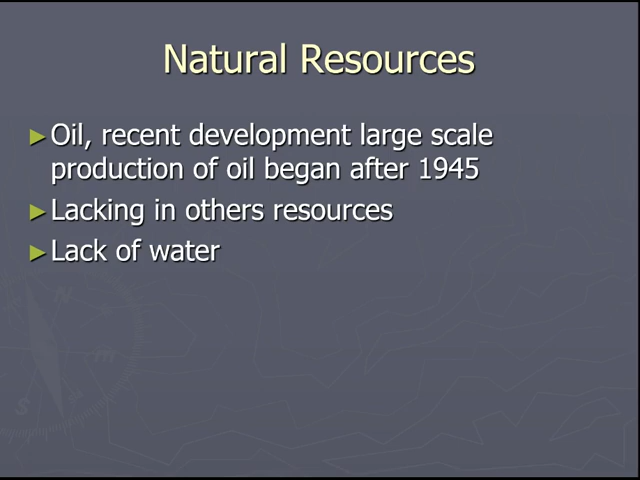 Natural Resources
►Oil, recent development large scale
production of oil began after 1945
►Lacking in others resources
►Lack of water
N
m
S